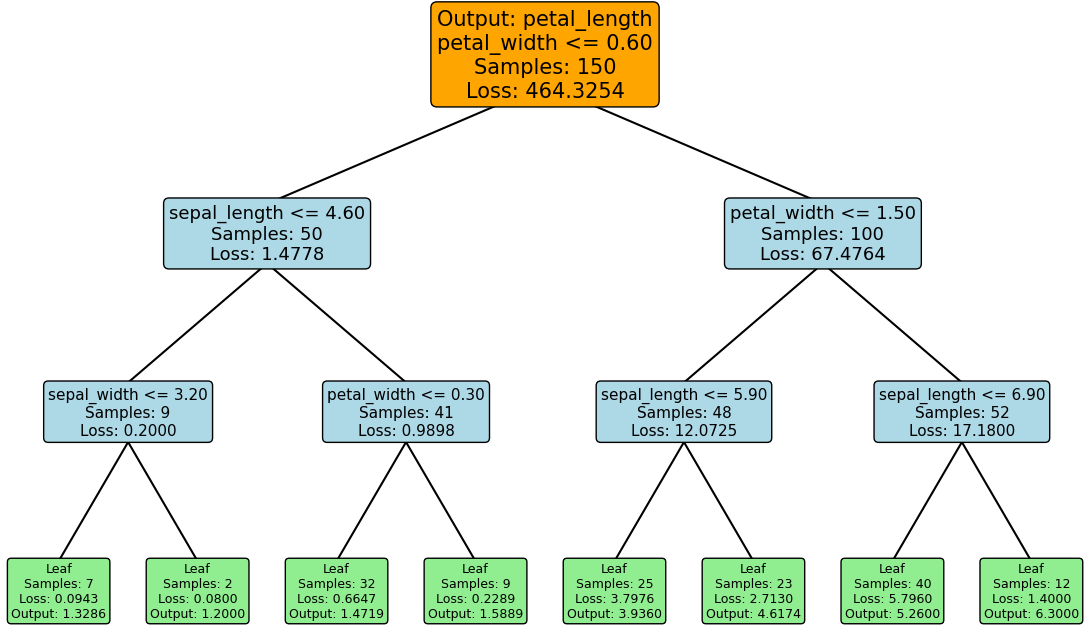 Output: petal_length
petal_width <= 0.60
Samples: 150
Loss: 464.3254
sepal_length <= 4.60
Samples: 50
Loss: 1.4778
petal_width <= 1.50
Samples: 100
Loss: 67.4764
sepal_width <= 3.20
Samples: 9
Loss: 0.2000
petal_width <= 0.30
Samples: 41
Loss: 0.9898
sepal_length <= 5.90
Samples: 48
Loss: 12.0725
sepal_length <= 6.90
Samples: 52
Loss: 17.1800
Leaf
Samples: 7
Loss: 0.0943
Output: 1.3286
Leaf
Samples: 2
Loss: 0.0800
Output: 1.2000
Leaf
Samples: 32
Loss: 0.6647
Output: 1.4719
Leaf
Samples: 9
Loss: 0.2289
Output: 1.5889
Leaf
Samples: 25
Loss: 3.7976
Output: 3.9360
Leaf
Samples: 23
Loss: 2.7130
Output: 4.6174
Leaf
Samples: 40
Loss: 5.7960
Output: 5.2600
Leaf
Samples: 12
Loss: 1.4000
Output: 6.3000